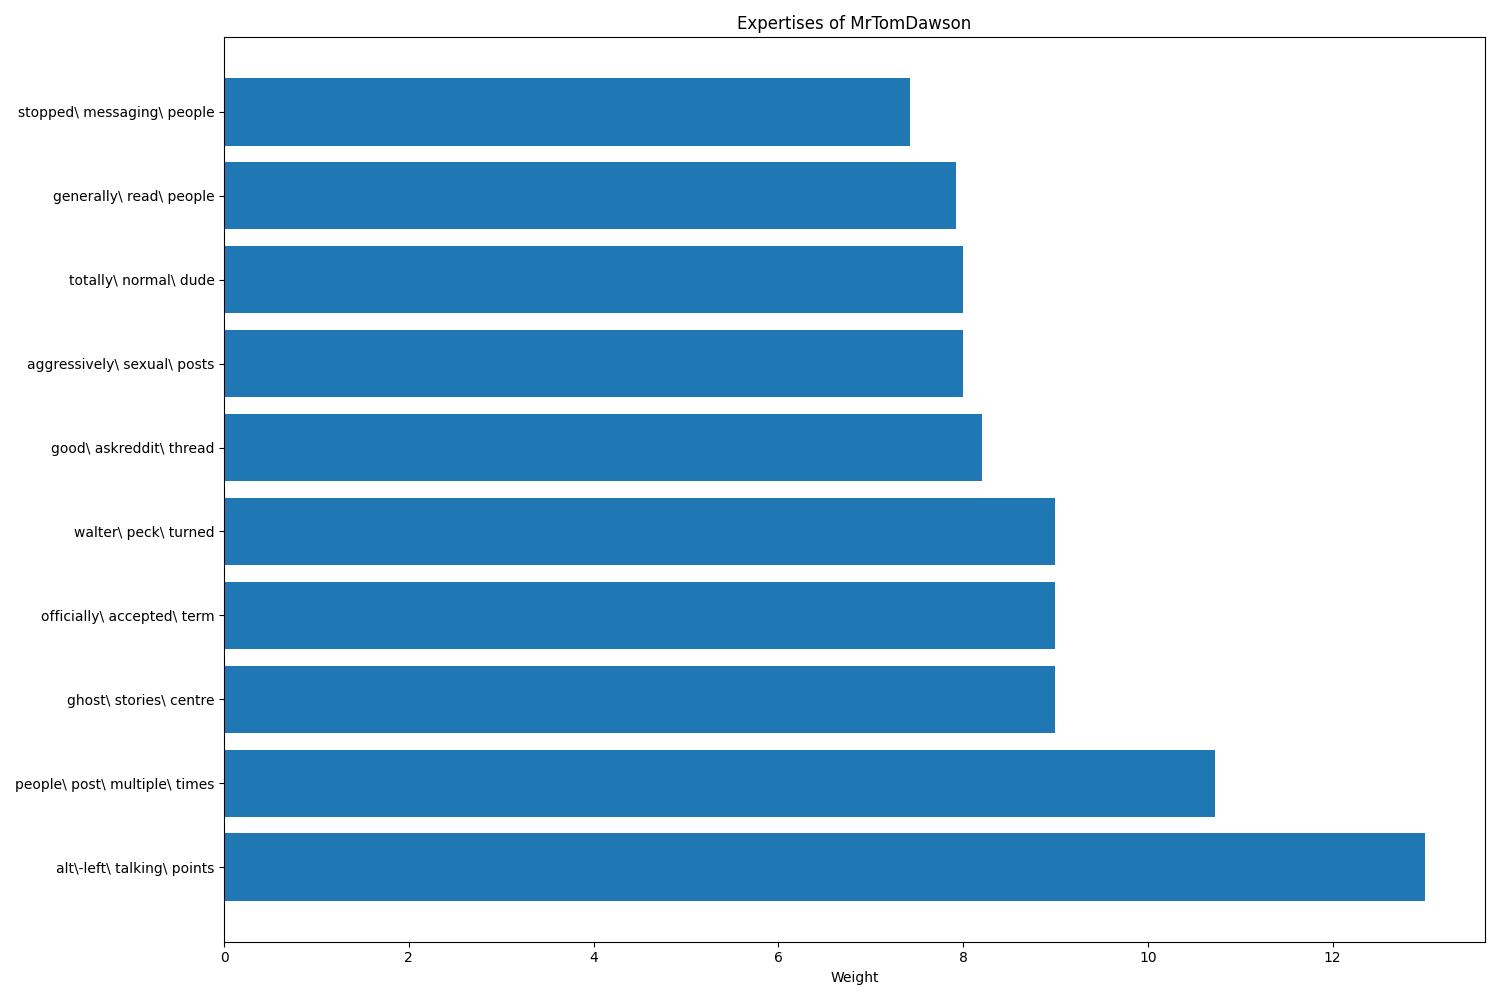 Expertises of MrTomDawson
stopped\ messaging\ people
generally\ read\ people
totally\ normal\ dude
aggressively\ sexual\ posts
good\ askreddit\ thread
walter\ peck\ turned
officially\ accepted\ term
ghost\ stories\ centre
people\ post\ multiple\ times
alt\-left\ talking\ points
0 2 4 6 8 10 12
Weight